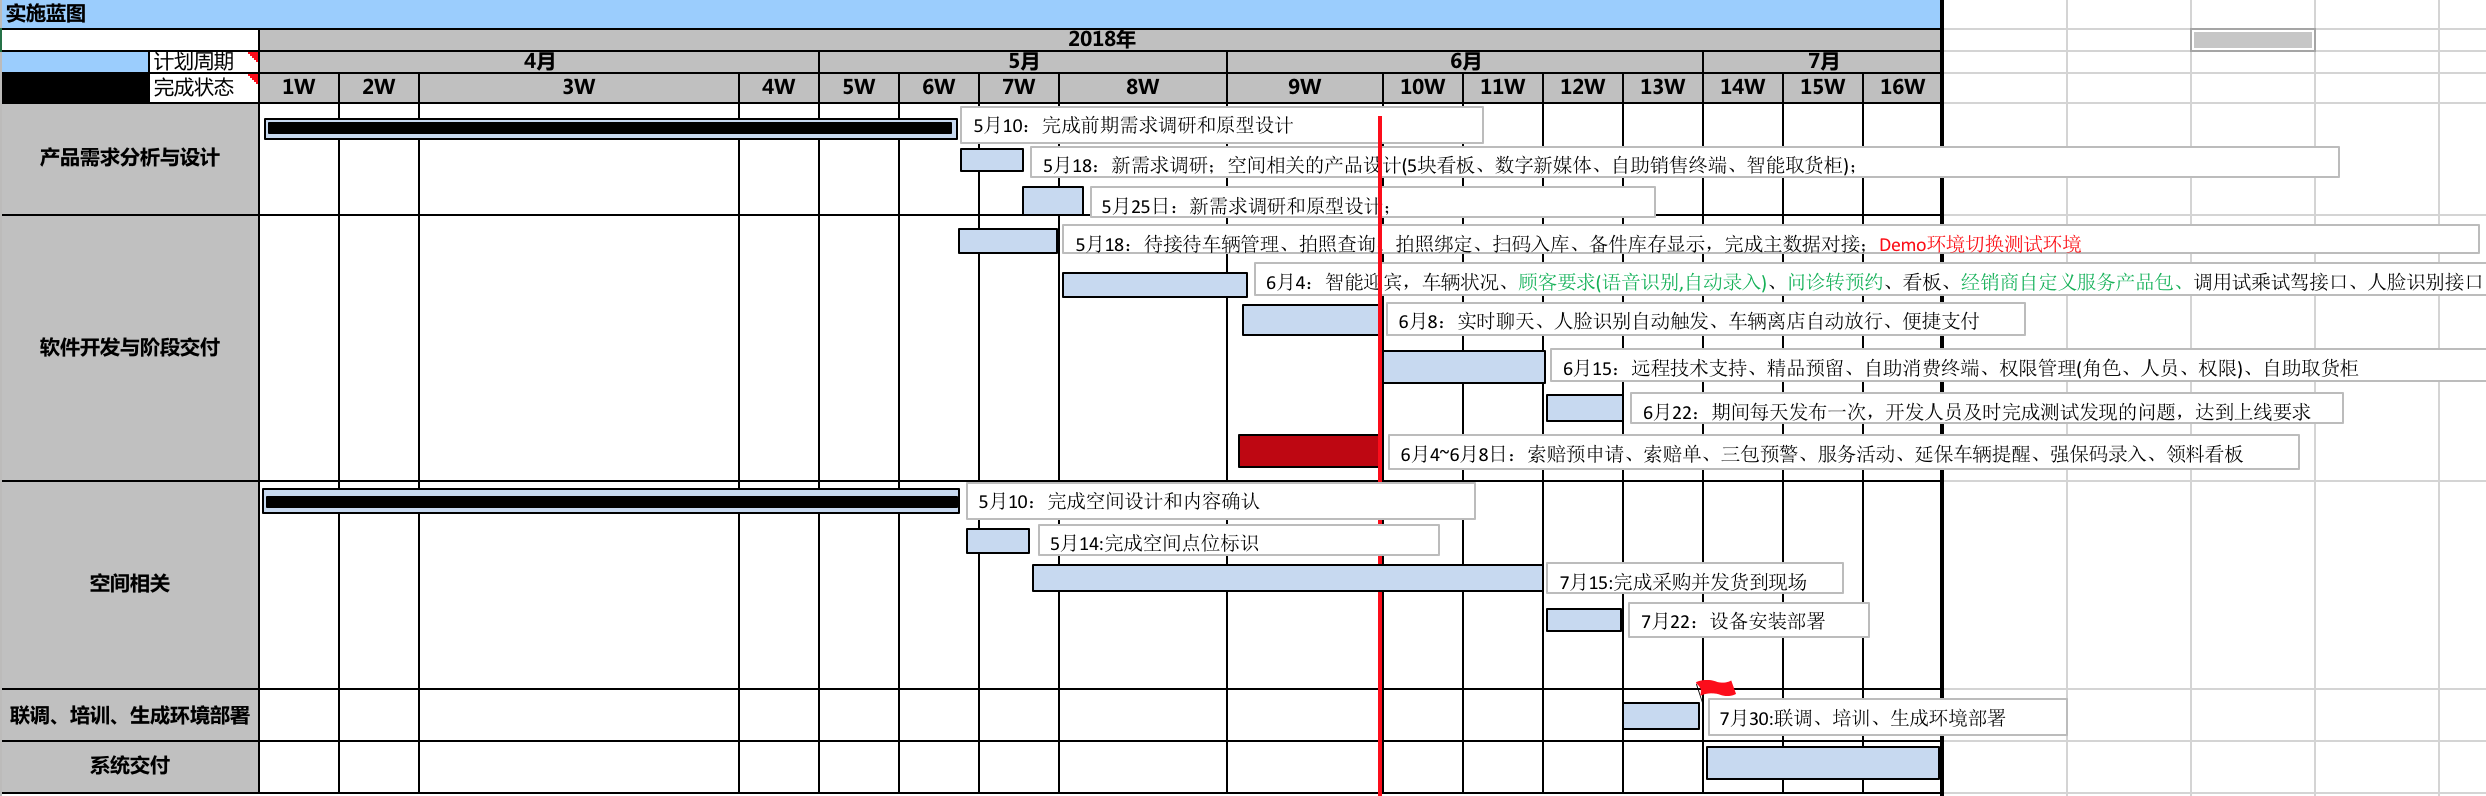 实施蓝图
2018年
计划周期
4月 5月 6月 7月
完成状态
1W 2W 3W 4W 5W 6W 7W 8W 9W 10W 11W 12W 13W 14W 15W 16W
产品需求分析与设计
5月10：完成前期需求调研和原型设计
5月18：新需求调研；空间相关的产品设计(5块看板、数字新媒体、自助销售终端、智能取货柜)；
5月25日：新需求调研和原型设计；
软件开发与阶段交付
5月18：待接待车辆管理、拍照查询、拍照绑定、扫码入库、备件库存显示，完成主数据对接；Demo环境切换测试环境
6月4：智能迎宾，车辆状况、顾客要求(语音识别,自动录入)、问诊转预约、看板、经销商自定义服务产品包、调用试乘试驾接口、人脸识别接口
6月8：实时聊天、人脸识别自动触发、车辆离店自动放行、便捷支付
6月15：远程技术支持、精品预留、自助消费终端、权限管理(角色、人员、权限)、自助取货柜
6月22：期间每天发布一次，开发人员及时完成测试发现的问题，达到上线要求
6月4~6月8日：索赔预申请、索赔单、三包预警、服务活动、延保车辆提醒、强保码录入、领料看板
空间相关
5月10：完成空间设计和内容确认
5月14:完成空间点位标识
7月15:完成采购并发货到现场
7月22：设备安装部署
联调、培训、生成环境部署
7月30:联调、培训、生成环境部署
系统交付